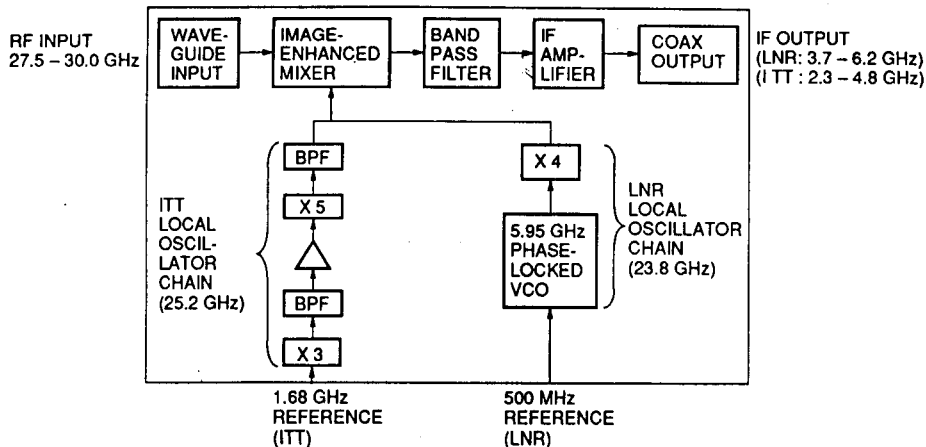 RF INPUT
27.5 – 30.0 GHz
WAVE-
GUIDE
INPUT
IMAGE-
ENHANCED
MIXER
BAND
PASS
FILTER
IF
AMP-
LIFIER
COAX
OUTPUT
IF OUTPUT
(LNR: 3.7 – 6.2 GHz)
(ITT : 2.3 – 4.8 GHz)
ITT
LOCAL
OSCIL-
LATOR
CHAIN
(25.2 GHz)
BPF
X 5
BPF
X 3
X 4
5.95 GHz
PHASE-
LOCKED
VCO
LNR
LOCAL
OSCILLATOR
CHAIN
(23.8 GHz)
1.68 GHz
REFERENCE
(ITT)
500 MHz
REFERENCE
(LNR)